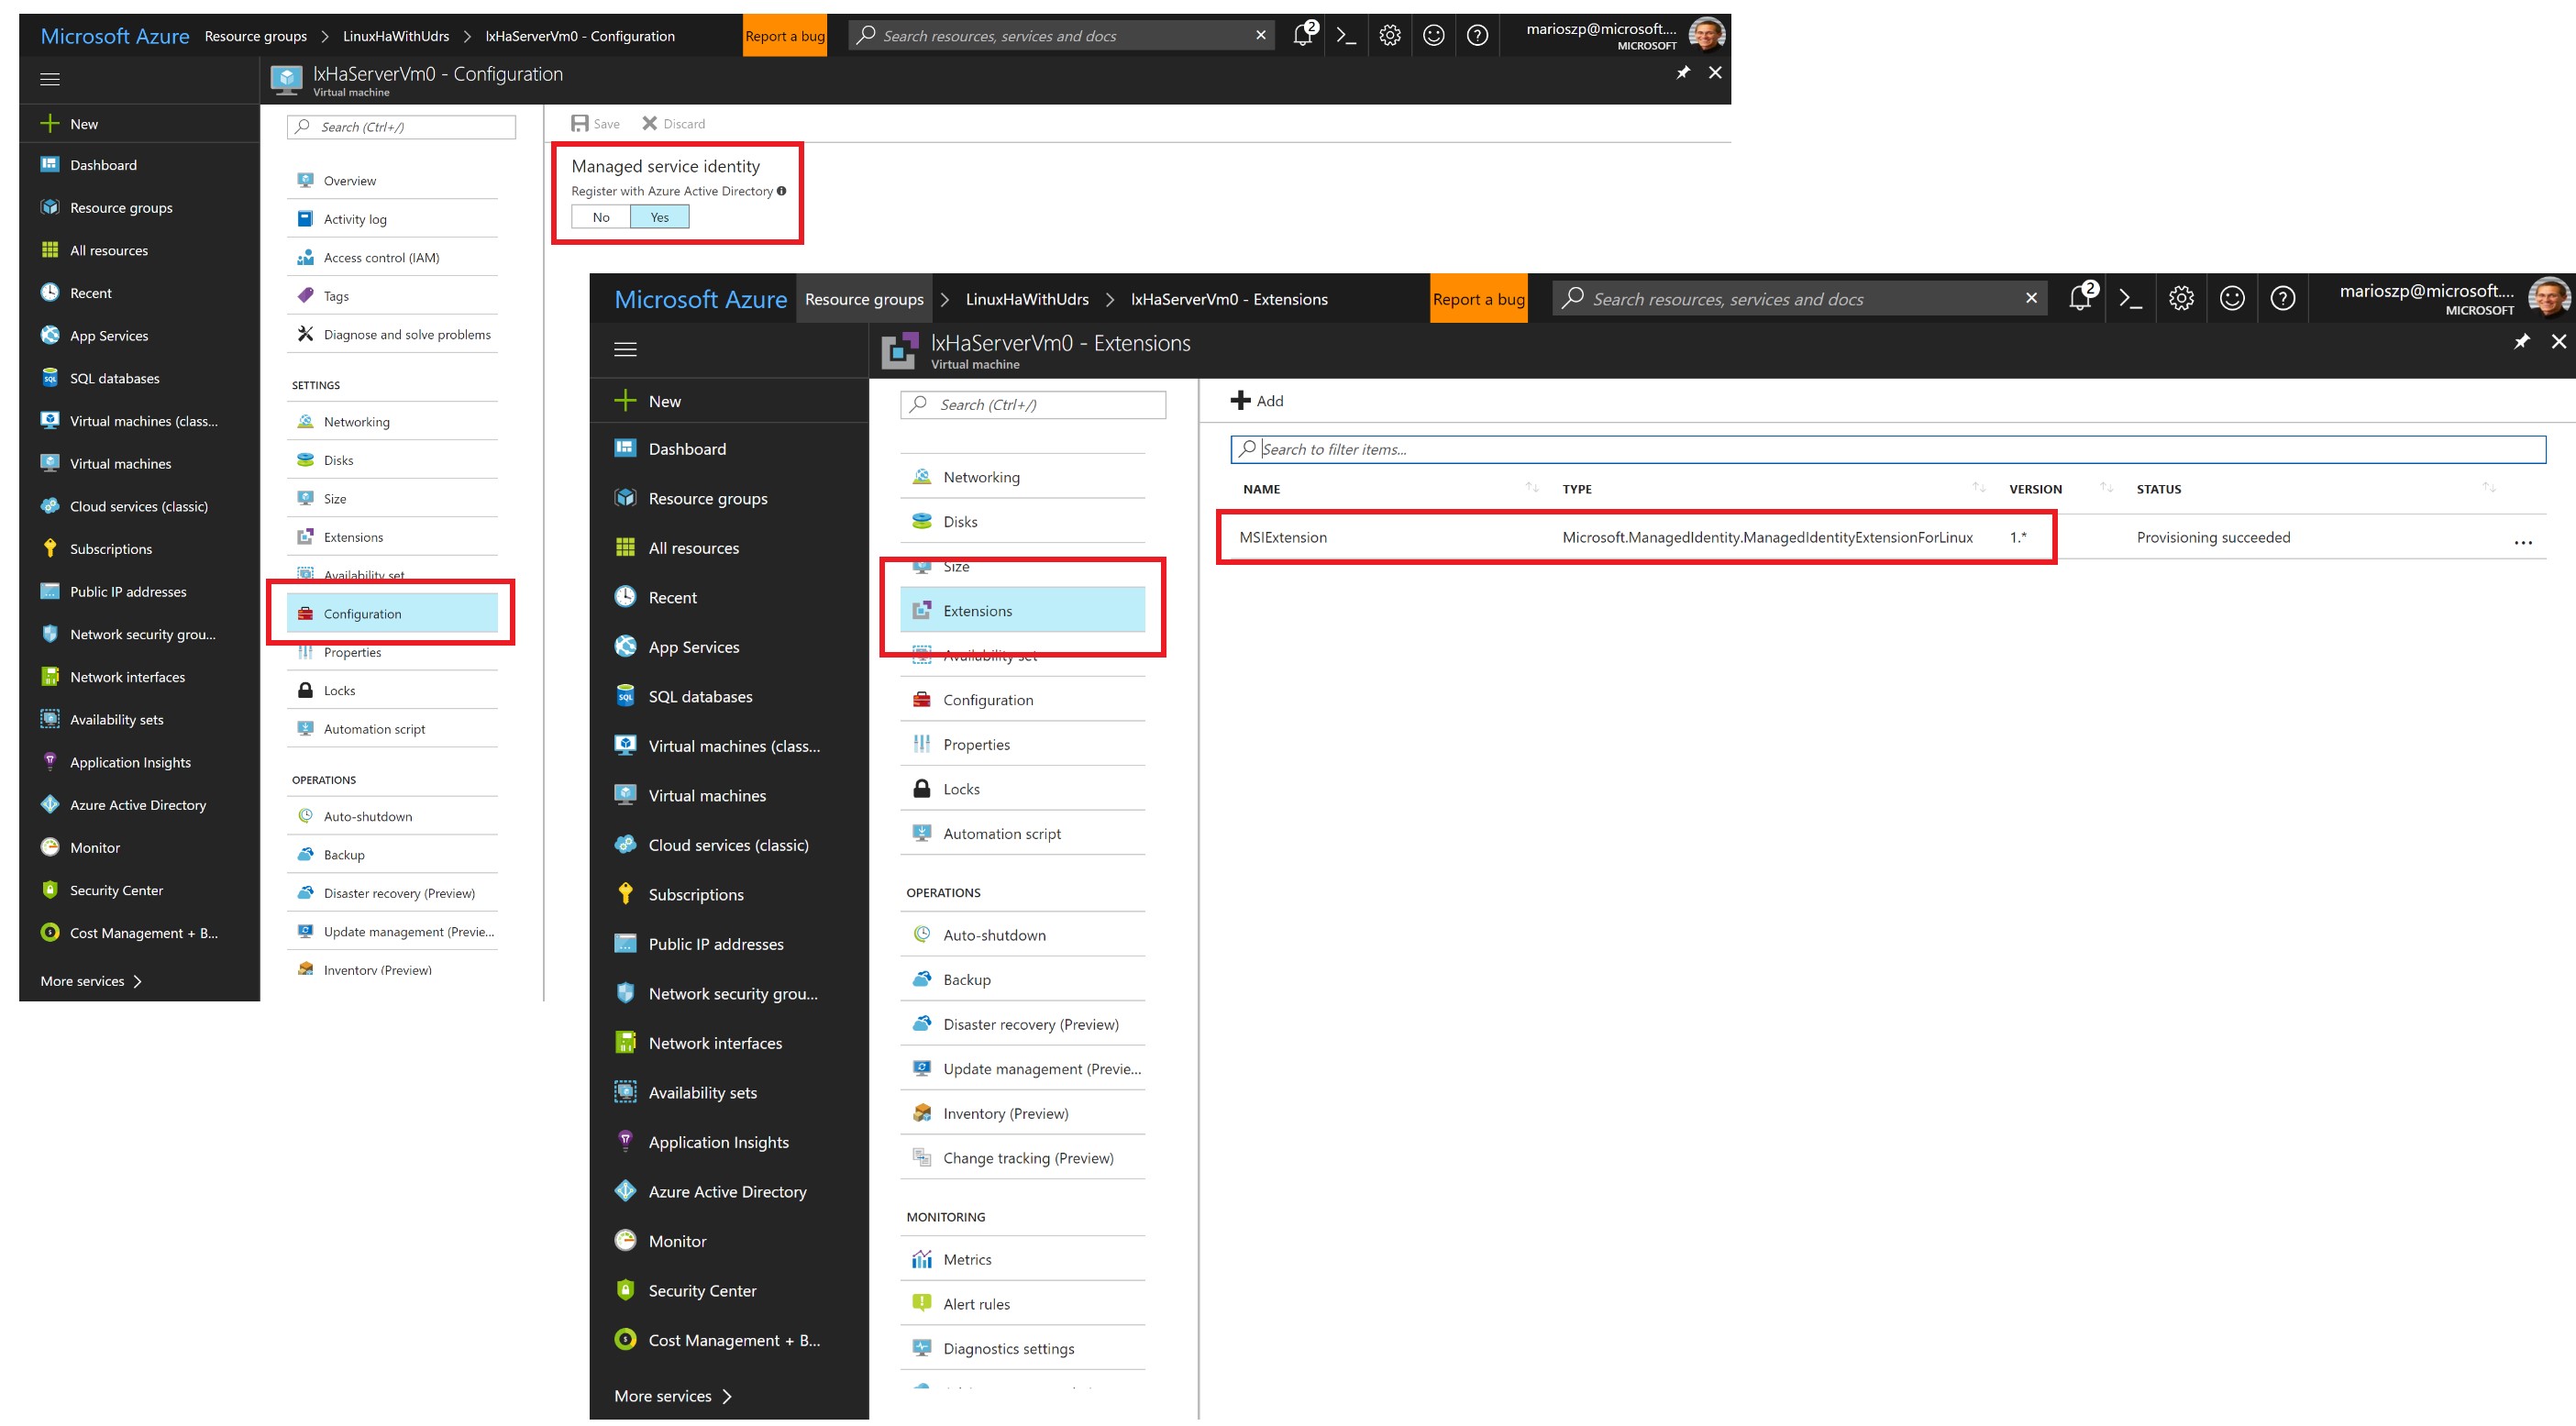 Microsoft Azure Resource groups > LinuxHaWithUdrs > lxHaServerVm0 - Configuration
Report a bug
Search resources, services and docs
2
marioszp@microsoft....
MICROSOFT
lxHaServerVm0 - Configuration
Virtual machine
New
Dashboard
Resource groups
All resources
Recent
App Services
SQL databases
Virtual machines (class...
Virtual machines
Cloud services (classic)
Subscriptions
Public IP addresses
Network security grou...
Network interfaces
Availability sets
Application Insights
Azure Active Directory
Monitor
Security Center
Cost Management + B...
More services >
Search (Ctrl+/)
Overview
Activity log
Access control (IAM)
Tags
Diagnose and solve problems
SETTINGS
Networking
Disks
Size
Extensions
Availability set
Configuration
Properties
Locks
Automation script
OPERATIONS
Auto-shutdown
Backup
Disaster recovery (Preview)
Update management (Previe...
Inventory (Preview)
Save Discard
Managed service identity
Register with Azure Active Directory
No Yes
Microsoft Azure Resource groups > LinuxHaWithUdrs > lxHaServerVm0 - Extensions
Report a bug
Search resources, services and docs
2
marioszp@microsoft....
MICROSOFT
lxHaServerVm0 - Extensions
Virtual machine
New
Dashboard
Resource groups
All resources
Recent
App Services
SQL databases
Virtual machines (class...
Virtual machines
Cloud services (classic)
Subscriptions
Public IP addresses
Network security grou...
Network interfaces
Availability sets
Application Insights
Azure Active Directory
Monitor
Security Center
Cost Management + B...
More services >
Search (Ctrl+/)
Networking
Disks
Size
Extensions
Availability set
Configuration
Properties
Locks
Automation script
OPERATIONS
Auto-shutdown
Backup
Disaster recovery (Preview)
Update management (Previe...
Inventory (Preview)
Change tracking (Preview)
MONITORING
Metrics
Alert rules
Diagnostics settings
Add
Search to filter items...
NAME TYPE VERSION STATUS
MSIExtension Microsoft.ManagedIdentity.ManagedIdentityExtensionForLinux 1.* Provisioning succeeded ...